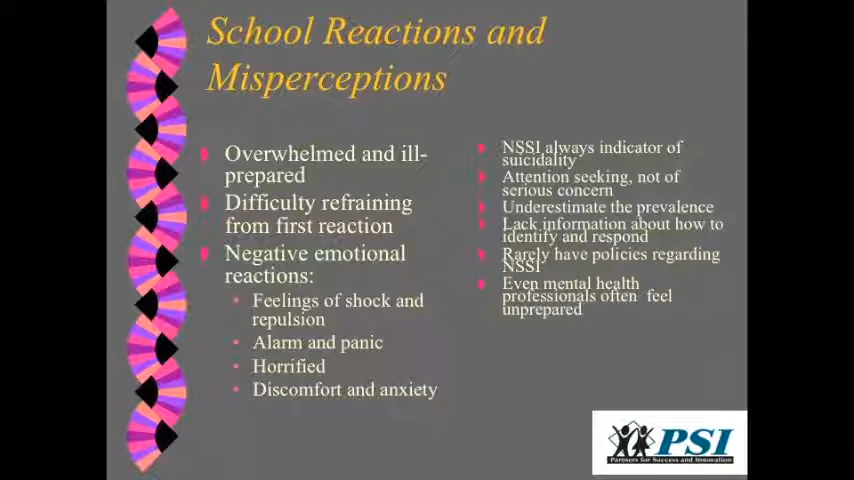 School Reactions and
Misperceptions
Overwhelmed and ill-
prepared
Difficulty refraining
from first reaction
Negative emotional
reactions:
Feelings of shock and
repulsion
Alarm and panic
Horrified
Discomfort and anxiety
NSSI always indicator of
suicidality
Attention seeking, not of
serious concern
Underestimate the prevalence
Lack information about how to
identify and respond
Rarely have policies regarding
NSSI
Even mental health
professionals often feel
unprepared
PSI
Partners for Success and Innovation